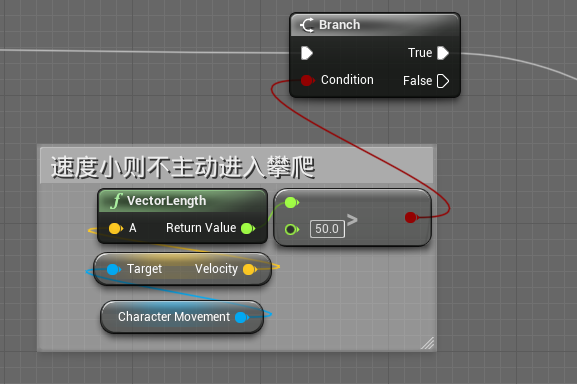 Branch
True
Condition
False
速度小则不主动进入攀爬
f VectorLength
A
Return Value
50.0
>
Target
Velocity
Character Movement